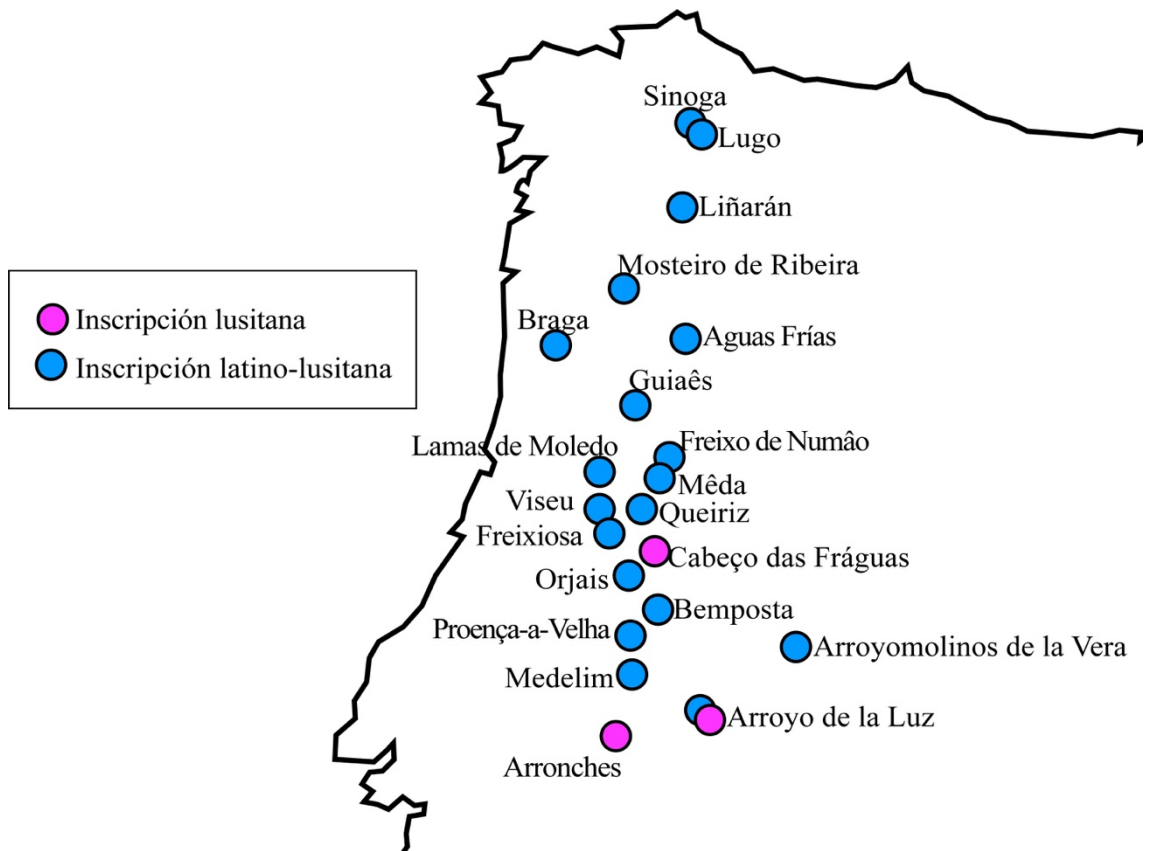 Sinoga
Lugo
Liñarán
Mosteiro de Ribeira
Inscripción lusitana
Inscripción latino-lusitana
Braga
Aguas Frías
Guiaês
Lamas de Moledo
Freixo de Numâo
Mêda
Viseu
Queiriz
Freixiosa
Cabeço das Fráguas
Orjais
Bemposta
Proença-a-Velha
Arroyomolinos de la Vera
Medelim
Arroyo de la Luz
Arronches